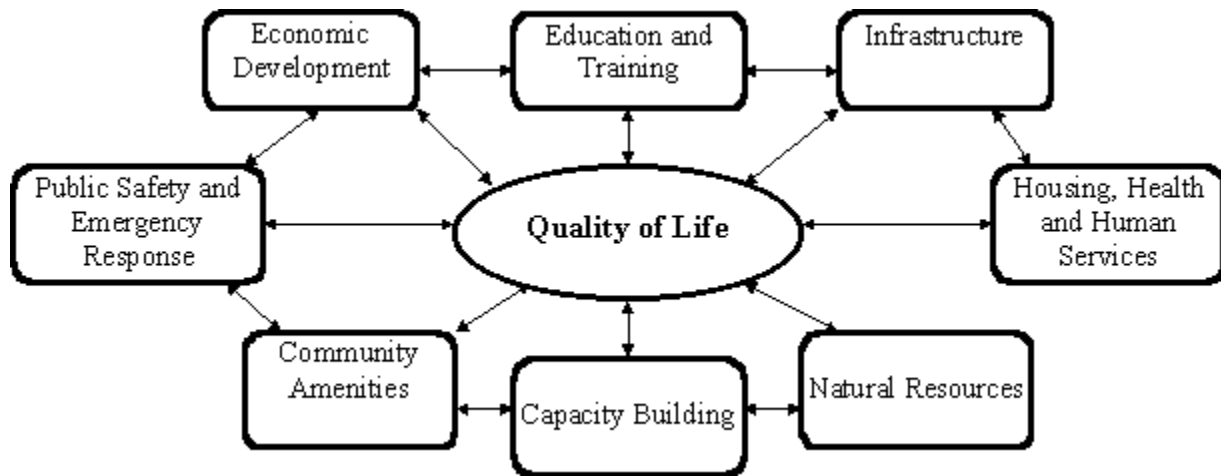 Economic
Development
Education and
Training
Infrastructure
Public Safety and
Emergency
Response
Quality of Life
Housing, Health
and Human
Services
Community
Amenities
Capacity Building
Natural Resources